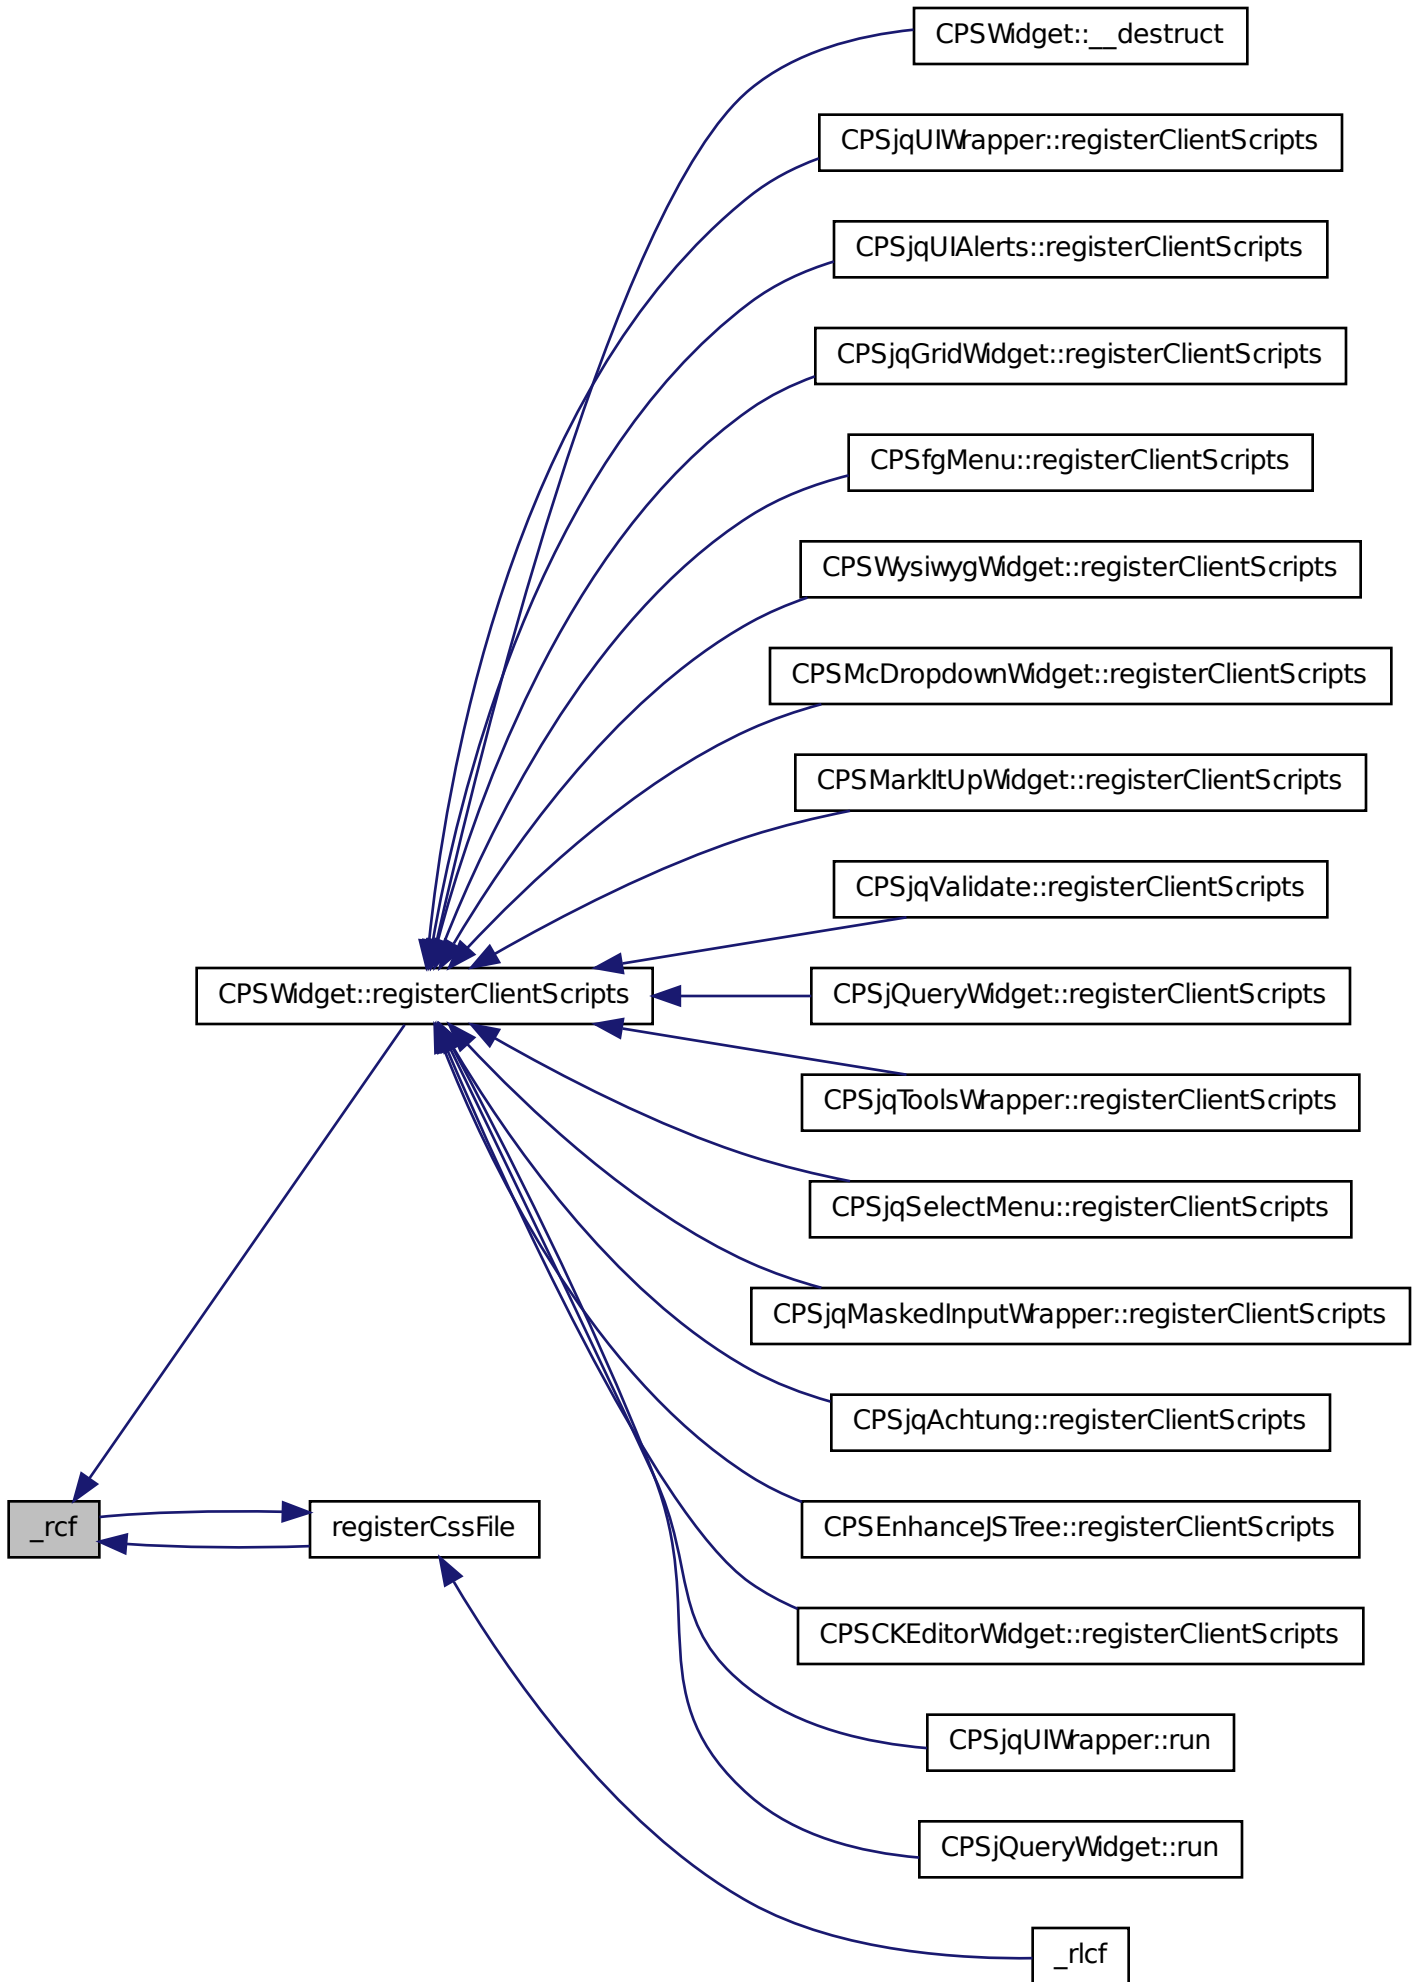 CPSWidget::__destruct
CPSjqUIWrapper::registerClientScripts
CPSjqUIAlerts::registerClientScripts
CPSjqGridWidget::registerClientScripts
CPSfgMenu::registerClientScripts
CPSWysiwygWidget::registerClientScripts
CPSMcDropdownWidget::registerClientScripts
CPSMarkItUpWidget::registerClientScripts
CPSjqValidate::registerClientScripts
CPSWidget::registerClientScripts
CPSjQueryWidget::registerClientScripts
CPSjqToolsWrapper::registerClientScripts
CPSjqSelectMenu::registerClientScripts
CPSjqMaskedInputWrapper::registerClientScripts
CPSjqAchtung::registerClientScripts
_rcf
registerCssFile
CPSEnhanceJSTree::registerClientScripts
CPSCKEditorWidget::registerClientScripts
CPSjqUIWrapper::run
CPSjQueryWidget::run
_rlcf